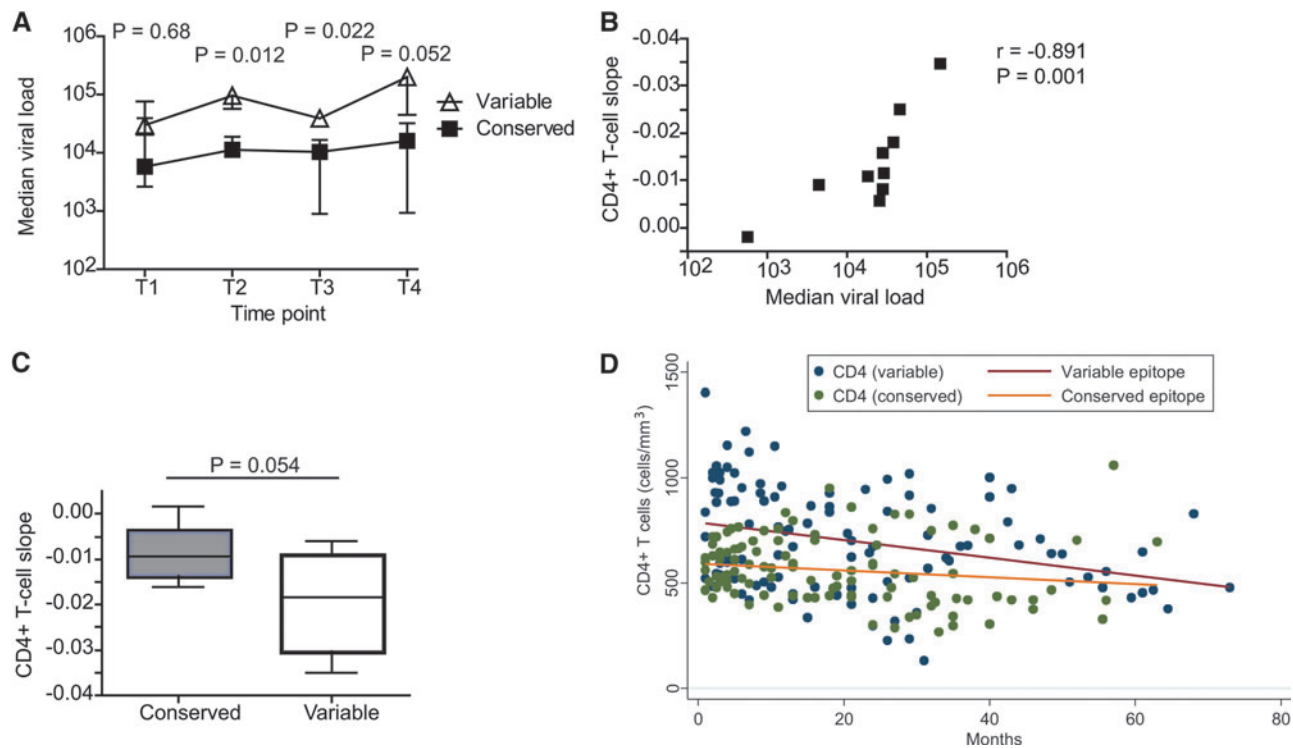 A
Median viral load
10⁶
10⁵
10⁴
10³
10²
P = 0.68
P = 0.012
P = 0.022
P = 0.052
T1
T2
T3
T4
Time point
Variable
Conserved
B
CD4+ T-cell slope
-0.04
-0.03
-0.02
-0.01
0.00
r = -0.891
P = 0.001
10²
10³
10⁴
10⁵
10⁶
Median viral load
C
CD4+ T-cell slope
P = 0.054
0.00
-0.01
-0.02
-0.03
-0.04
Conserved
Variable
D
CD4+ T cells (cells/mm³)
1500
1000
500
0
CD4 (variable)
Variable epitope
CD4 (conserved)
Conserved epitope
0
20
40
60
80
Months